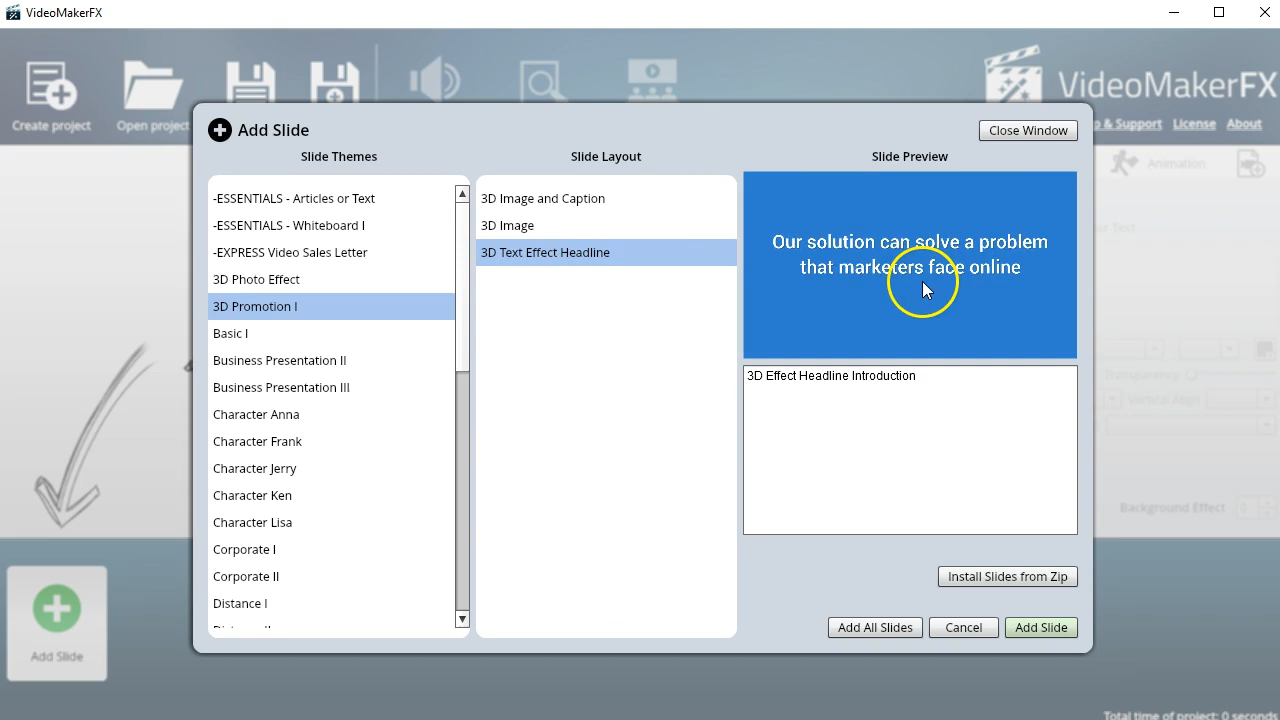 VideoMakerFX
Create project
Open project
VideoMakerFX
p & Support License About
Add Slide
Close Window
Slide Themes
Slide Layout
Slide Preview
Animation
-ESSENTIALS - Articles or Text
-ESSENTIALS - Whiteboard I
-EXPRESS Video Sales Letter
3D Photo Effect
3D Promotion I
Basic I
Business Presentation II
Business Presentation III
Character Anna
Character Frank
Character Jerry
Character Ken
Character Lisa
Corporate I
Corporate II
Distance I
3D Image and Caption
3D Image
3D Text Effect Headline
Our solution can solve a problem
that marketers face online
3D Effect Headline Introduction
Text
Transparency
Vertical Align
Background Effect 0
Install Slides from Zip
Add All Slides
Cancel
Add Slide
Add Slide
Total time of project: 0 seconds